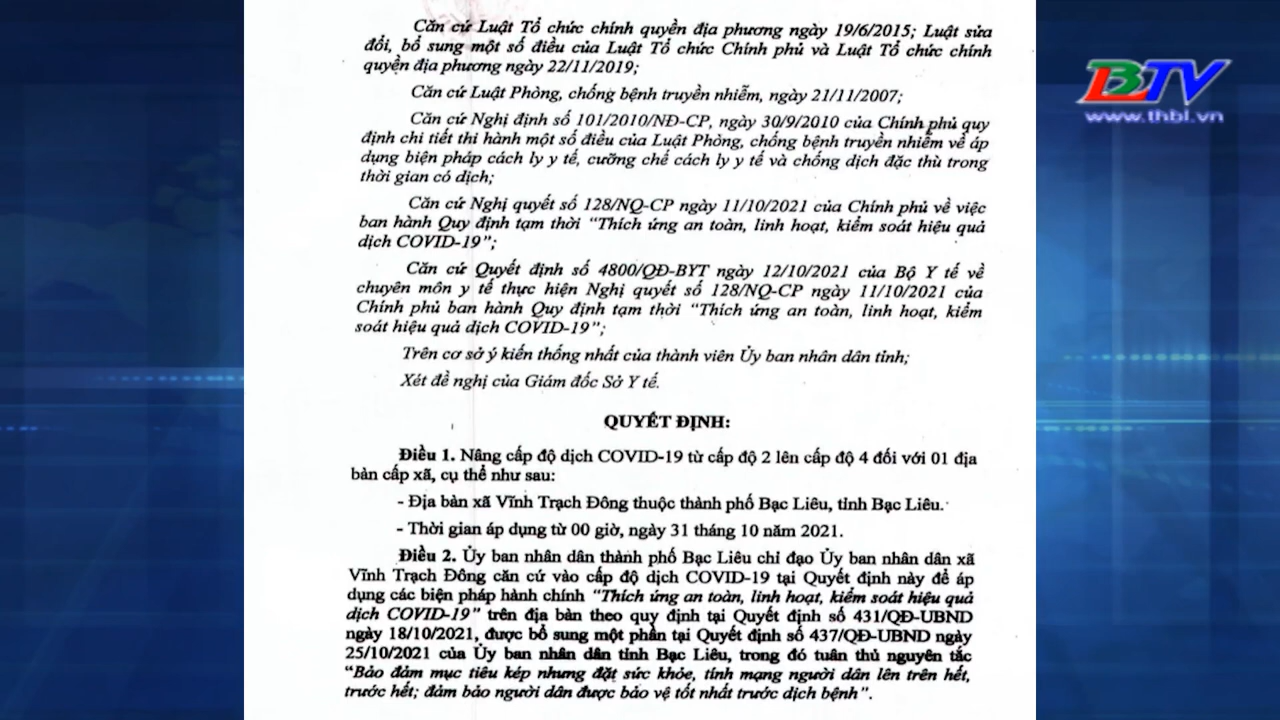 Căn cứ Luật Tổ chức chính quyền địa phương ngày 19/6/2015; Luật sửa
đổi, bổ sung một số điều của Luật Tổ chức Chính phủ và Luật Tổ chức chính
quyền địa phương ngày 22/11/2019;
Căn cứ Luật Phòng, chống bệnh truyền nhiễm, ngày 21/11/2007;
Căn cứ Nghị định số 101/2010/NĐ-CP, ngày 30/9/2010 của Chính phủ quy
định chi tiết thi hành một số điều của Luật Phòng, chống bệnh truyền nhiễm về áp
dụng biện pháp cách ly y tế, cưỡng chế cách ly y tế và chống dịch đặc thù trong
thời gian có dịch;
Căn cứ Nghị quyết số 128/NQ-CP ngày 11/10/2021 của Chính phủ về việc
ban hành Quy định tạm thời “Thích ứng an toàn, linh hoạt, kiểm soát hiệu quả
dịch COVID-19”;
Căn cứ Quyết định số 4800/QĐ-BYT ngày 12/10/2021 của Bộ Y tế về
chuyên môn y tế thực hiện Nghị quyết số 128/NQ-CP ngày 11/10/2021 của
Chính phủ ban hành Quy định tạm thời “Thích ứng an toàn, linh hoạt, kiểm
soát hiệu quả dịch COVID-19”;
Trên cơ sở ý kiến thống nhất của thành viên Ủy ban nhân dân tỉnh;
Xét đề nghị của Giám đốc Sở Y tế.
QUYẾT ĐỊNH:
Điều 1. Nâng cấp độ dịch COVID-19 từ cấp độ 2 lên cấp độ 4 đối với 01 địa
bàn cấp xã, cụ thể như sau:
- Địa bàn xã Vĩnh Trạch Đông thuộc thành phố Bạc Liêu, tỉnh Bạc Liêu.
- Thời gian áp dụng từ 00 giờ, ngày 31 tháng 10 năm 2021.
Điều 2. Ủy ban nhân dân thành phố Bạc Liêu chỉ đạo Ủy ban nhân dân xã
Vĩnh Trạch Đông căn cứ vào cấp độ dịch COVID-19 tại Quyết định này để áp
dụng các biện pháp hành chính “Thích ứng an toàn, linh hoạt, kiểm soát hiệu quả
dịch COVID-19” trên địa bàn theo quy định tại Quyết định số 431/QĐ-UBND
ngày 18/10/2021, được bổ sung một phần tại Quyết định số 437/QĐ-UBND ngày
25/10/2021 của Ủy ban nhân dân tỉnh Bạc Liêu, trong đó tuân thủ nguyên tắc
“Bảo đảm mục tiêu kép nhưng đặt sức khỏe, tính mạng người dân lên trên hết,
trước hết; đảm bảo người dân được bảo vệ tốt nhất trước dịch bệnh”.
BTV
www.thbl.vn